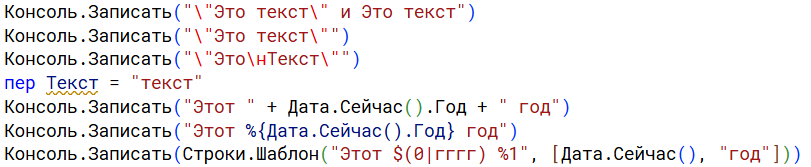 Консоль.Записать("\"Это текст\" и Это текст")
Консоль.Записать("\"Это текст\"")
Консоль.Записать("\"Это\нТекст\"")
пер Текст = "текст"
Консоль.Записать("Этот " + Дата.Сейчас().Год + " год")
Консоль.Записать("Этот %{Дата.Сейчас().Год} год")
Консоль.Записать(Строки.Шаблон("Этот $(0|гггг) %1", [Дата.Сейчас(), "год"]))